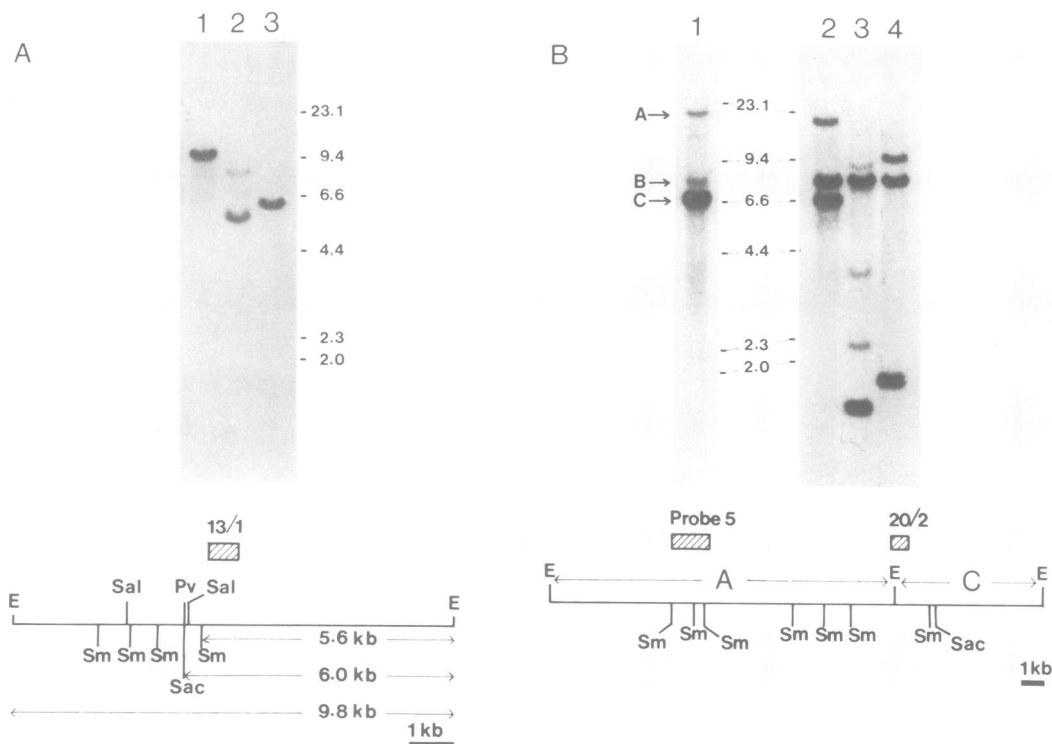 A
1 2 3
- 23.1
- 9.4
- 6.6
- 4.4
- 2.3
- 2.0
13/1
E Sal Pv Sal E
Sm Sm Sm Sm
Sac
5.6 kb
6.0 kb
9.8 kb
1 kb
B
1 2 3 4
A→
B→
C→
- 23.1 -
- 9.4 -
- 6.6 -
- 4.4 -
- 2.3 -
- 2.0 -
Probe 5 20/2
E A E C E
Sm Sm Sm Sm Sm Sm Sm
Sac
1kb